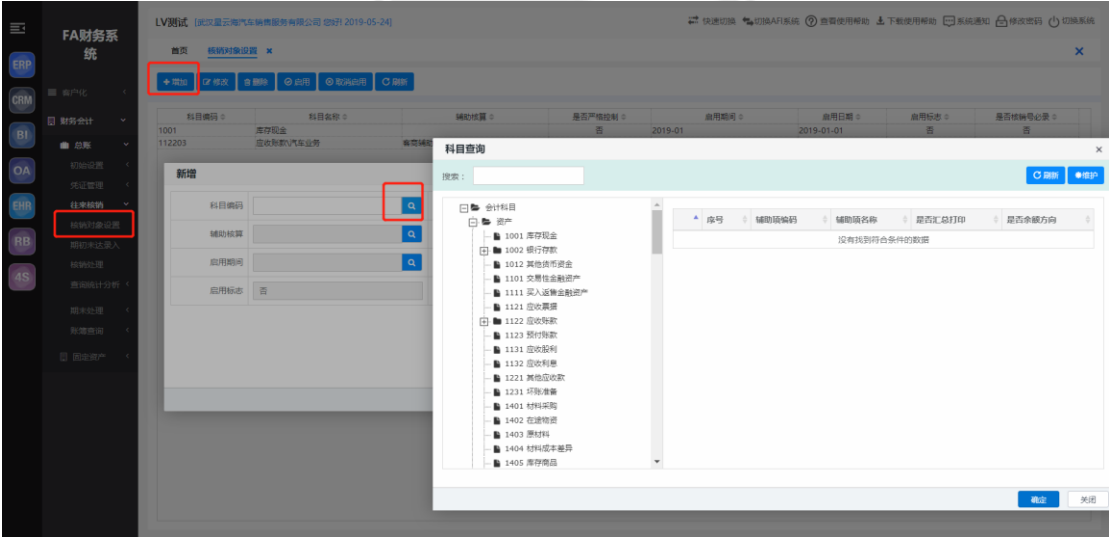 LV测试 [武汉星云海汽车销售服务有限公司 您好! 2019-05-24]
快速切换 切换AR系统 查看使用帮助 下载使用帮助 系统通知 修改密码 切换系统
FA财务系
统
首页 核销对象设置 ×
×
ERP
CRM
BI
OA
EHR
RB
4S
客户化
财务会计
总账
初始设置
凭证管理
往来核销
核销对象设置
期初未达录入
核销处理
查询统计分析
期末处理
账簿查询
固定资产
增加 修改 删除 启用 取消启用 刷新
科目编码 科目名称 辅助核算 是否严格控制 启用期间 启用日期 启用标志 是否核销号必录
1001 库存现金 否 2019-01 2019-01-01 否 否
112203 应收账款\汽车业务 客商辅助
新增
科目编码
辅助核算
启用期间
启用标志 否
科目查询 ×
搜索：
刷新 维护
会计科目
资产
1001 库存现金
1002 银行存款
1012 其他货币资金
1101 交易性金融资产
1111 买入返售金融资产
1121 应收票据
1122 应收账款
1123 预付账款
1131 应收股利
1132 应收利息
1221 其他应收款
1231 坏账准备
1401 材料采购
1402 在途物资
1403 原材料
1404 材料成本差异
1405 库存商品
序号 辅助项编码 辅助项名称 是否汇总打印 是否余额方向
没有找到符合条件的数据
确定 关闭